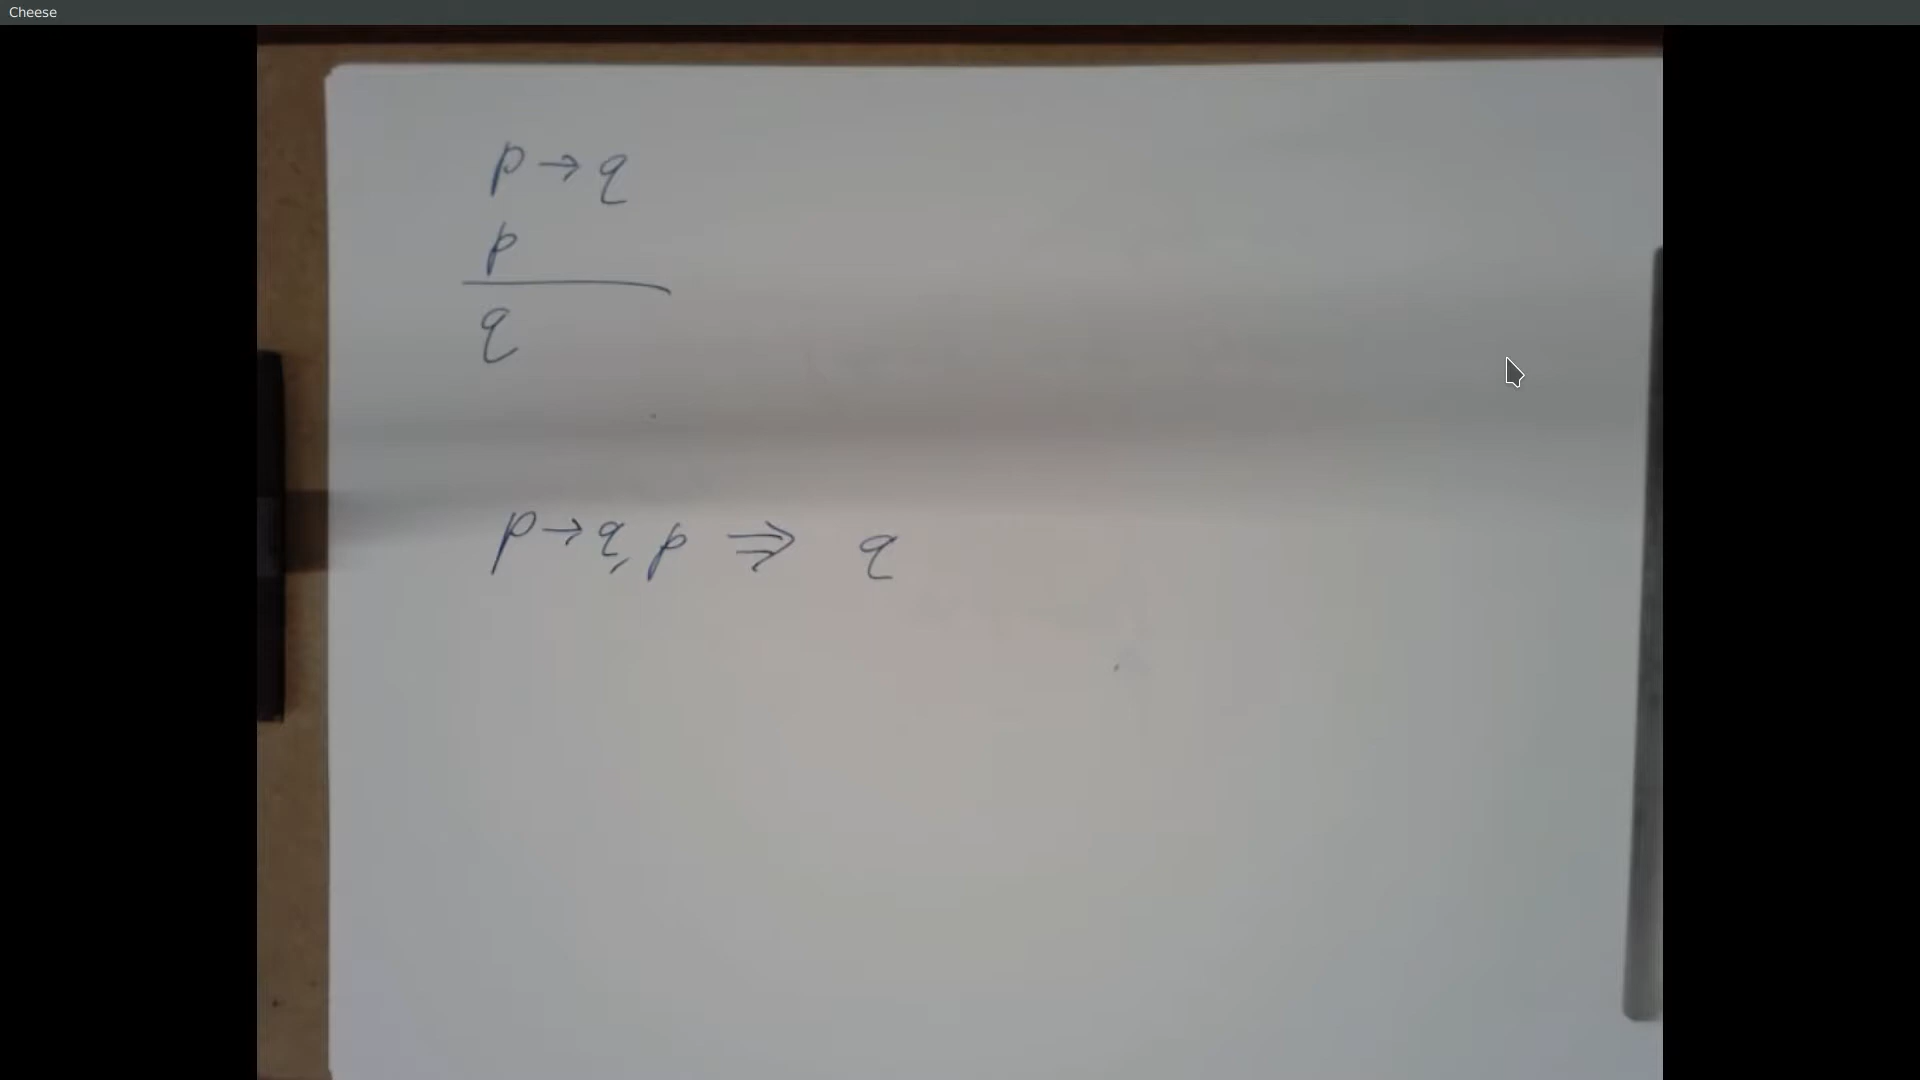 Cheese
p → q
p
q
p → q, p ⇒ q